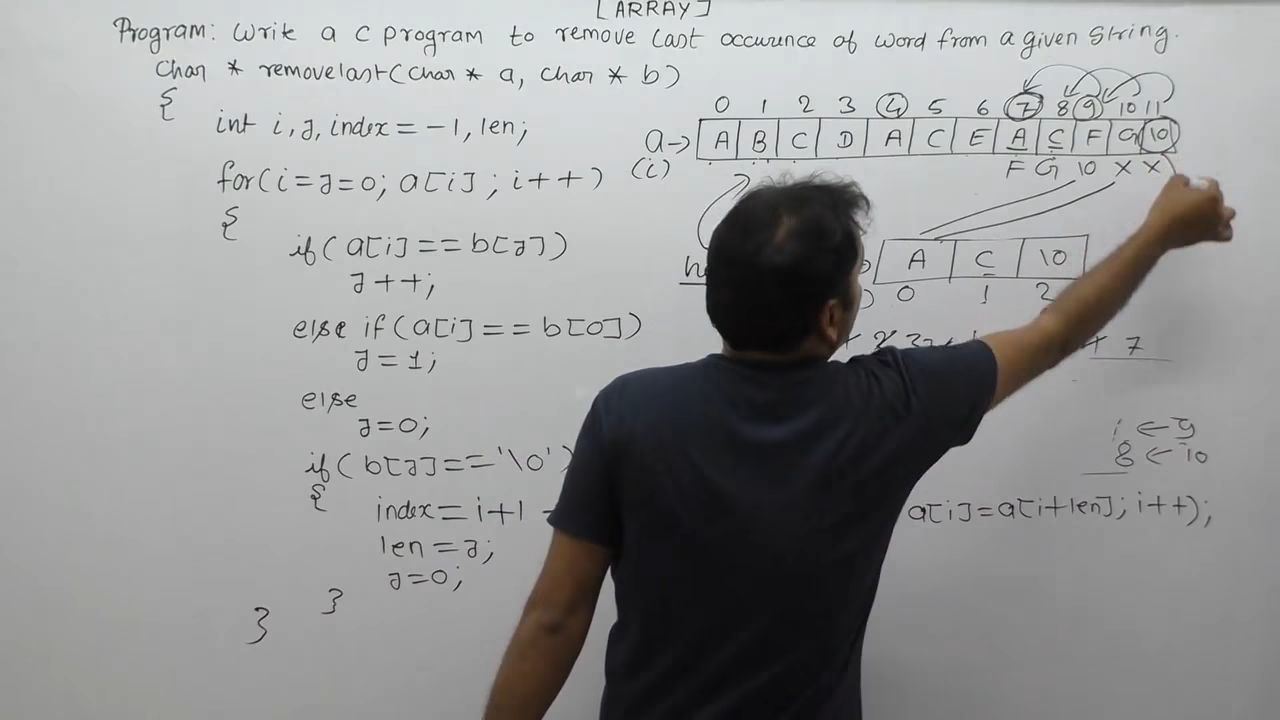 [ARRAY]
Program: Write a C program to remove last occurence of word from a given string.
Char * removelast(char * a, char * b)
{
int i, j, index = -1, len;
for(i=j=0; a[i]; i++)
{
if(a[i]==b[j])
j++;
else if(a[i]==b[0])
j=1;
else
j=0;
if(b[j]=='\0')
{
index = i+1 -
len = j;
j=0;
}
}
0 1 2 3 4 5 6 7 8 9 10 11
a→ A B C D A C E A C F G \0
(i) F G \0 X X
A C \0
0 1 2
7
← 9
8 ← 10
a[i]=a[i+len]; i++);